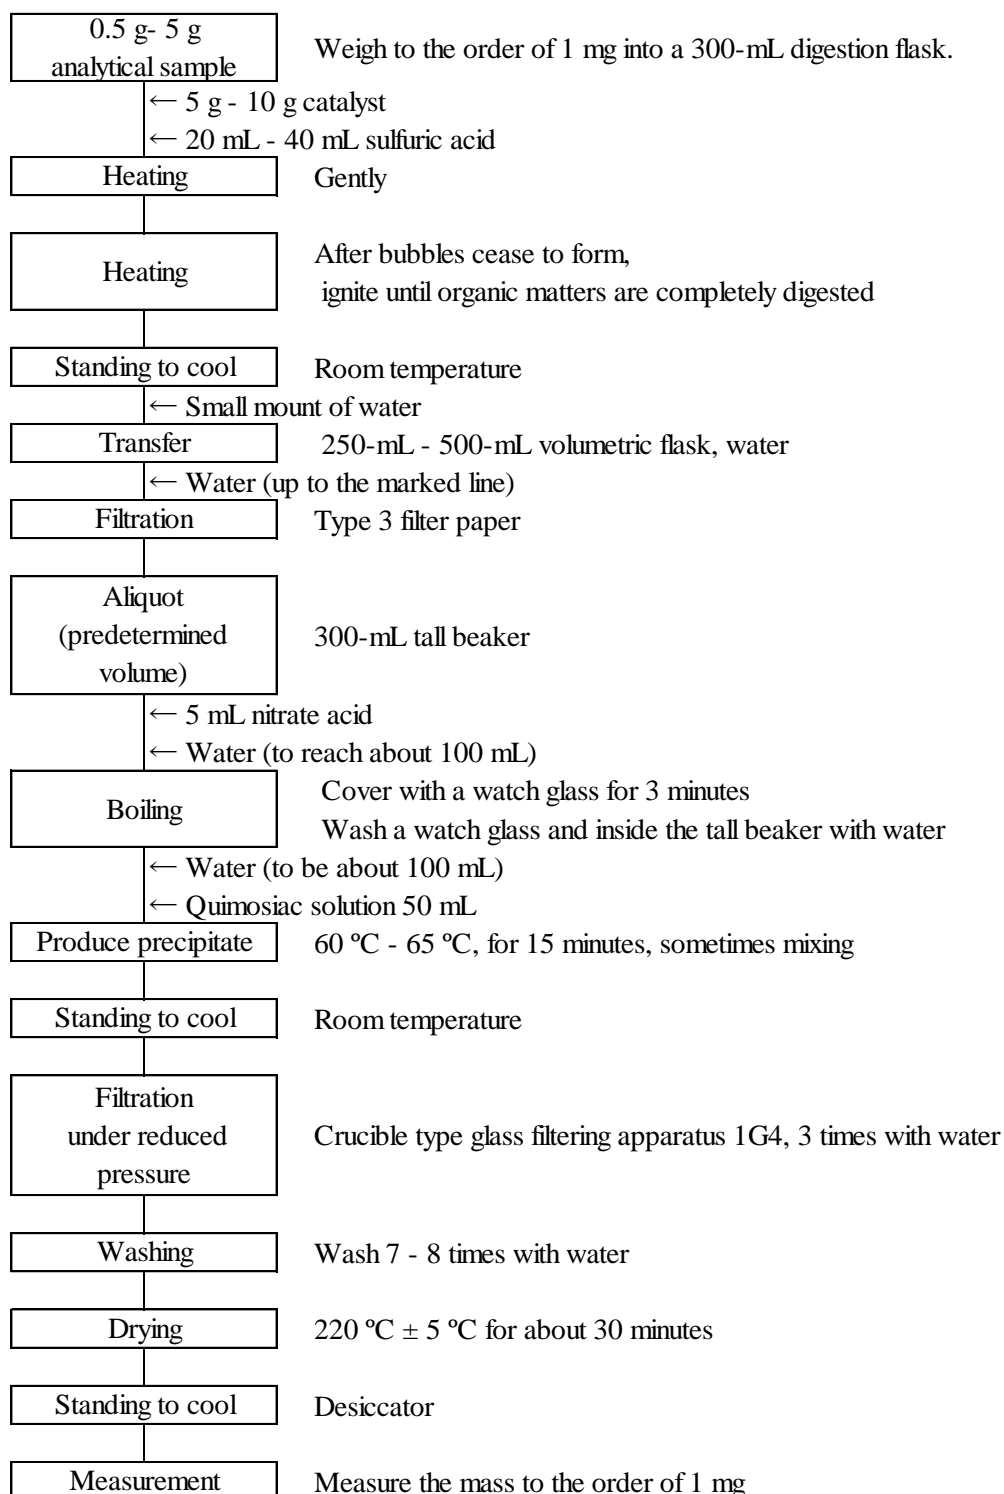 0.5 g- 5 g
analytical sample
Weigh to the order of 1 mg into a 300-mL digestion flask.
← 5 g - 10 g catalyst
← 20 mL - 40 mL sulfuric acid
Heating
Gently
Heating
After bubbles cease to form,
ignite until organic matters are completely digested
Standing to cool
Room temperature
← Small mount of water
Transfer
250-mL - 500-mL volumetric flask, water
← Water (up to the marked line)
Filtration
Type 3 filter paper
Aliquot
(predetermined
volume)
300-mL tall beaker
← 5 mL nitrate acid
← Water (to reach about 100 mL)
Boiling
Cover with a watch glass for 3 minutes
Wash a watch glass and inside the tall beaker with water
← Water (to be about 100 mL)
← Quimosiac solution 50 mL
Produce precipitate
60 ºC - 65 ºC, for 15 minutes, sometimes mixing
Standing to cool
Room temperature
Filtration
under reduced
pressure
Crucible type glass filtering apparatus 1G4, 3 times with water
Washing
Wash 7 - 8 times with water
Drying
220 ºC ± 5 ºC for about 30 minutes
Standing to cool
Desiccator
Measurement
Measure the mass to the order of 1 mg